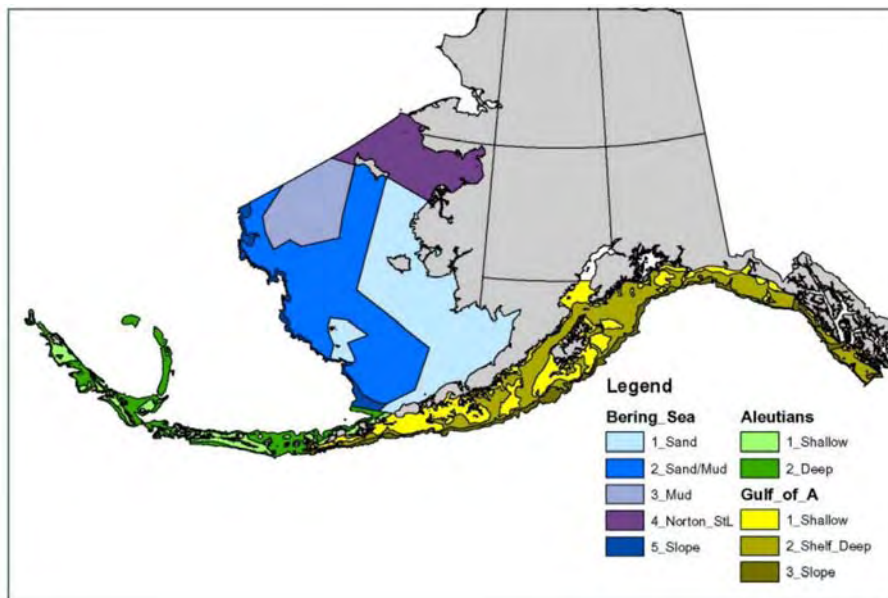 Legend
Bering_Sea
1_Sand
2_Sand/Mud
3_Mud
4_Norton_StL
5_Slope
Aleutians
1_Shallow
2_Deep
Gulf_of_A
1_Shallow
2_Shelf_Deep
3_Slope